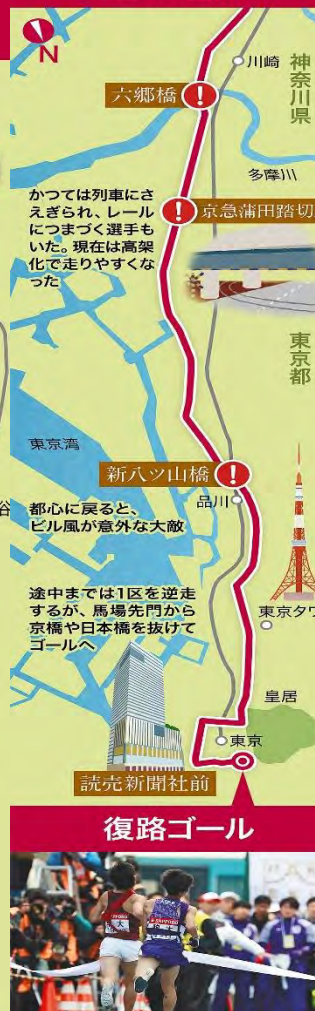 N
川崎
神奈川県
六郷橋
多摩川
かつては列車にさ
えぎられ、レール
につまづく選手も
いた。現在は高架
化で走りやすくな
った
京急蒲田踏切
東京都
東京湾
新八ツ山橋
谷
品川
都心に戻ると、
ビル風が意外な大敵
途中までは1区を逆走
するが、馬場先門から
京橋や日本橋を抜けて
ゴールへ
東京タワ
皇居
東京
読売新聞社前
復路ゴール